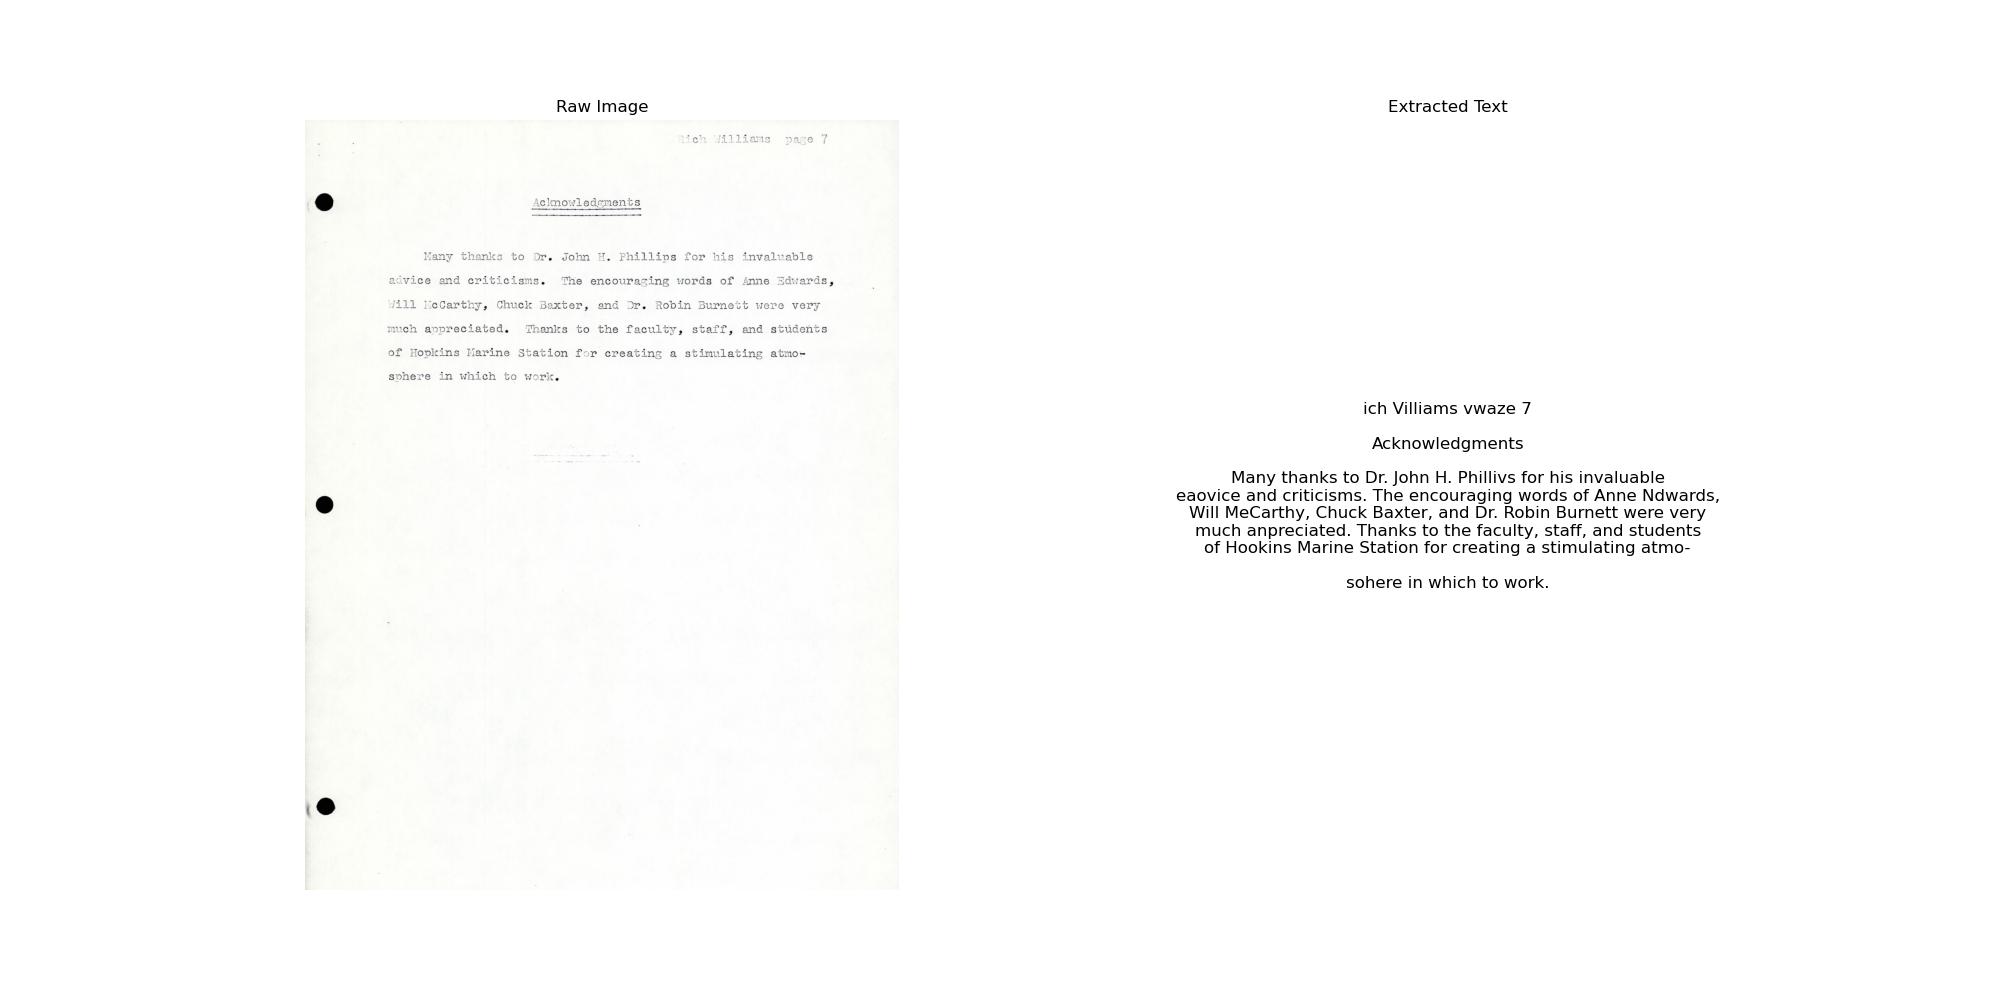 Raw Image
Rich Williams page 7
Acknowledgments
Many thanks to Dr. John H. Phillips for his invaluable
advice and criticisms. The encouraging words of Anne Edwards,
Will McCarthy, Chuck Baxter, and Dr. Robin Burnett were very
much appreciated. Thanks to the faculty, staff, and students
of Hopkins Marine Station for creating a stimulating atmo-
sphere in which to work.
Extracted Text
ich Villiams vwaze 7
Acknowledgments
Many thanks to Dr. John H. Phillivs for his invaluable
eaovice and criticisms. The encouraging words of Anne Ndwards,
Will MeCarthy, Chuck Baxter, and Dr. Robin Burnett were very
much anpreciated. Thanks to the faculty, staff, and students
of Hookins Marine Station for creating a stimulating atmo-
sohere in which to work.